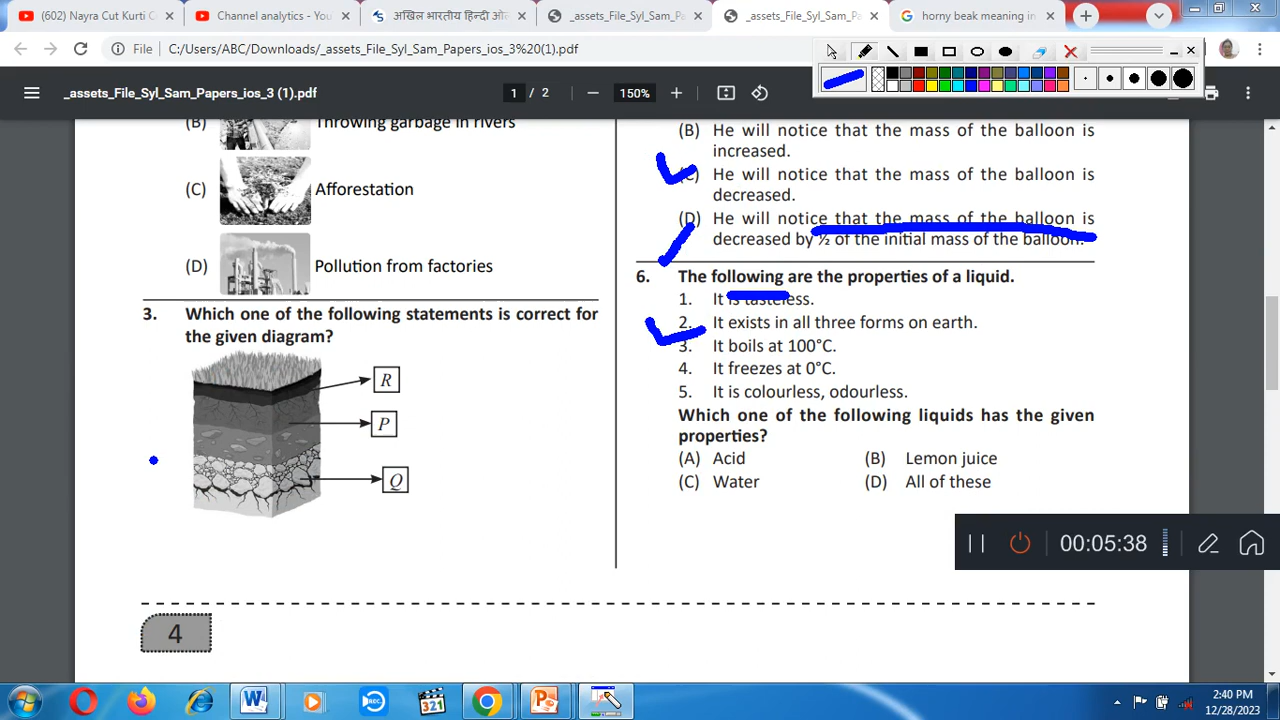 (602) Nayra Cut Kurti C
Channel analytics - You
अखिल भारतीय हिन्दी ओल
_assets_File_Syl_Sam_Papers_i
_assets_File_Syl_Sam_Papers_i
horny beak meaning in
File
C:/Users/ABC/Downloads/_assets_File_Syl_Sam_Papers_ios_3%20(1).pdf
_assets_File_Syl_Sam_Papers_ios_3 (1).pdf
1 / 2
150%
(B) Throwing garbage in rivers
(C) Afforestation
(D) Pollution from factories
3. Which one of the following statements is correct for
the given diagram?
R
P
Q
4
(B) He will notice that the mass of the balloon is
increased.
(C) He will notice that the mass of the balloon is
decreased.
(D) He will notice that the mass of the balloon is
decreased by ½ of the initial mass of the balloon.
6. The following are the properties of a liquid.
1. It is tasteless.
2. It exists in all three forms on earth.
3. It boils at 100°C.
4. It freezes at 0°C.
5. It is colourless, odourless.
Which one of the following liquids has the given
properties?
(A) Acid (B) Lemon juice
(C) Water (D) All of these
00:05:38
REC
321
2:40 PM
12/28/2023